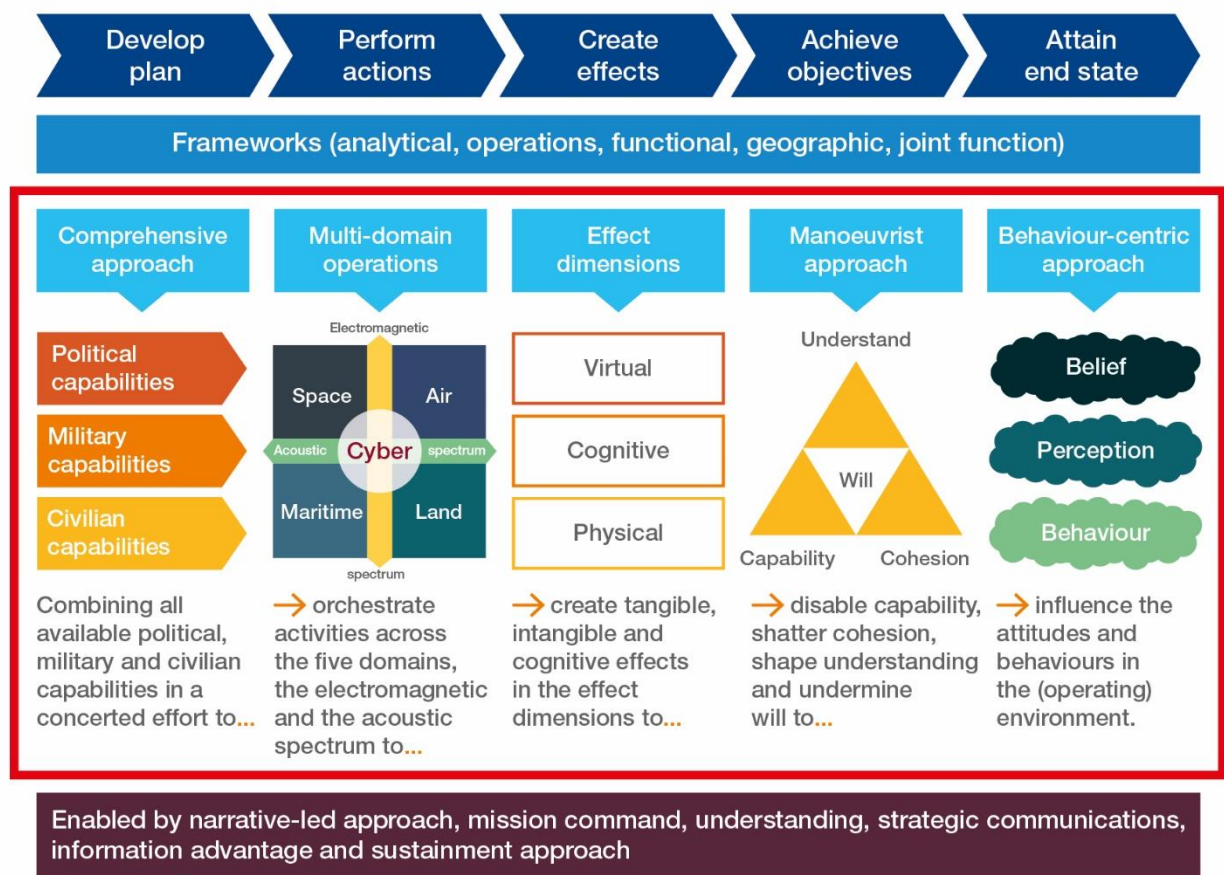 Develop
plan
Perform
actions
Create
effects
Achieve
objectives
Attain
end state
Frameworks (analytical, operations, functional, geographic, joint function)
Comprehensive
approach
Multi-domain
operations
Effect
dimensions
Manoeuvrist
approach
Behaviour-centric
approach
Political
capabilities
Military
capabilities
Civilian
capabilities
Combining all
available political,
military and civilian
capabilities in a
concerted effort to...
Electromagnetic
Space
Air
Acoustic
Cyber
spectrum
Maritime
Land
spectrum
→ orchestrate
activities across
the five domains,
the electromagnetic
and the acoustic
spectrum to...
Virtual
Cognitive
Physical
→ create tangible,
intangible and
cognitive effects
in the effect
dimensions to...
Understand
Will
Capability
Cohesion
→ disable capability,
shatter cohesion,
shape understanding
and undermine
will to...
Belief
Perception
Behaviour
→ influence the
attitudes and
behaviours in
the (operating)
environment.
Enabled by narrative-led approach, mission command, understanding, strategic communications,
information advantage and sustainment approach